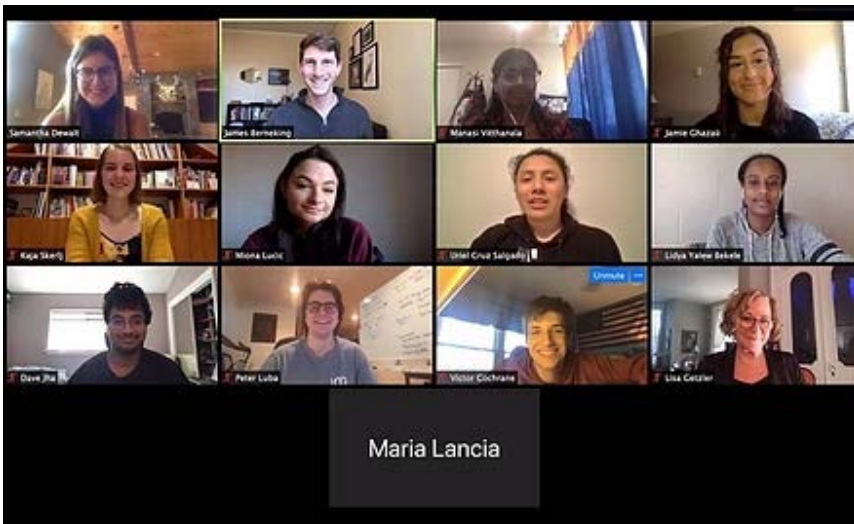 Samantha Dewalt
James Berneking
Manasi Vitthanala
Jamie Ghazali
Kaja Skerlj
Miona Lucic
Uriel Cruz Salgado
Lidya Yalew Bekele
Unmute
Dave Jha
Peter Luba
Victor Cochrane
Lisa Getzler
Maria Lancia